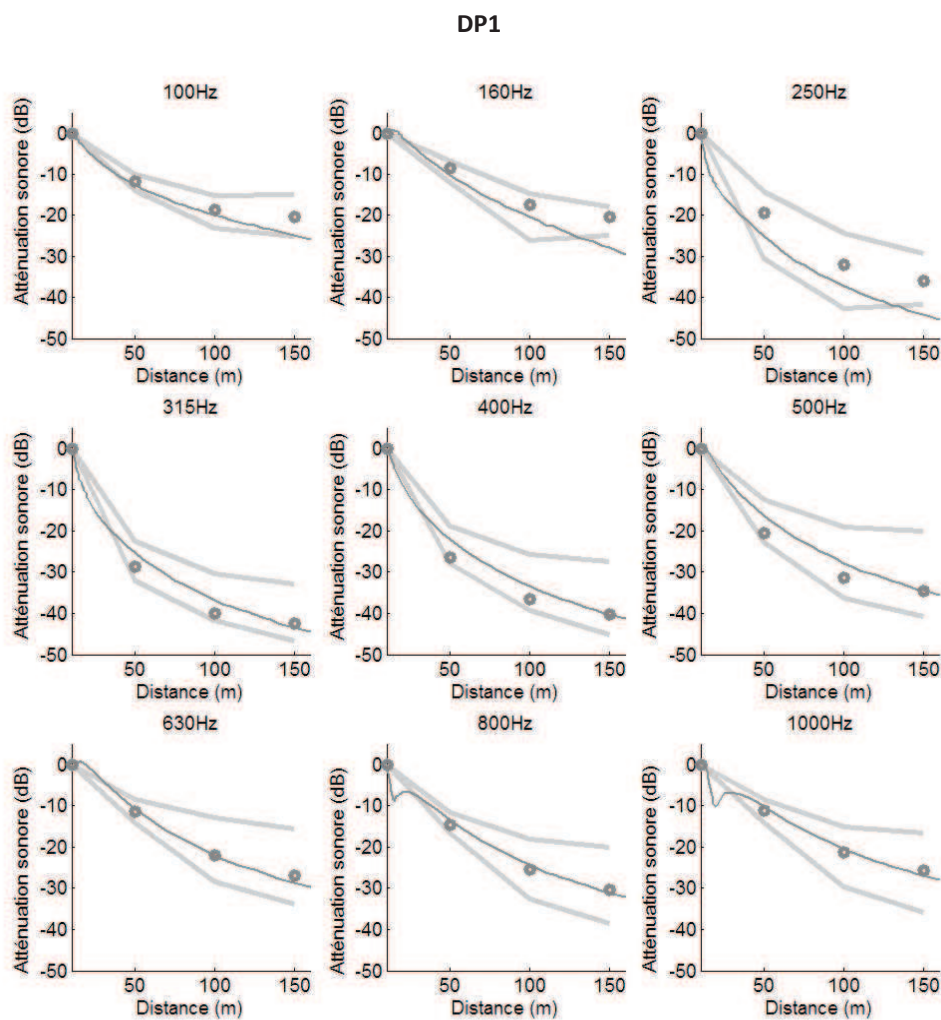 DP1
100Hz 160Hz 250Hz
Atténuation sonore (dB) Atténuation sonore (dB) Atténuation sonore (dB)
0 0 0
-10 -10 -10
-20 -20 -20
-30 -30 -30
-40 -40 -40
-50 -50 -50
50 100 150 50 100 150 50 100 150
Distance (m) Distance (m) Distance (m)
315Hz 400Hz 500Hz
Atténuation sonore (dB) Atténuation sonore (dB) Atténuation sonore (dB)
0 0 0
-10 -10 -10
-20 -20 -20
-30 -30 -30
-40 -40 -40
-50 -50 -50
50 100 150 50 100 150 50 100 150
Distance (m) Distance (m) Distance (m)
630Hz 800Hz 1000Hz
Atténuation sonore (dB) Atténuation sonore (dB) Atténuation sonore (dB)
0 0 0
-10 -10 -10
-20 -20 -20
-30 -30 -30
-40 -40 -40
-50 -50 -50
50 100 150 50 100 150 50 100 150
Distance (m) Distance (m) Distance (m)